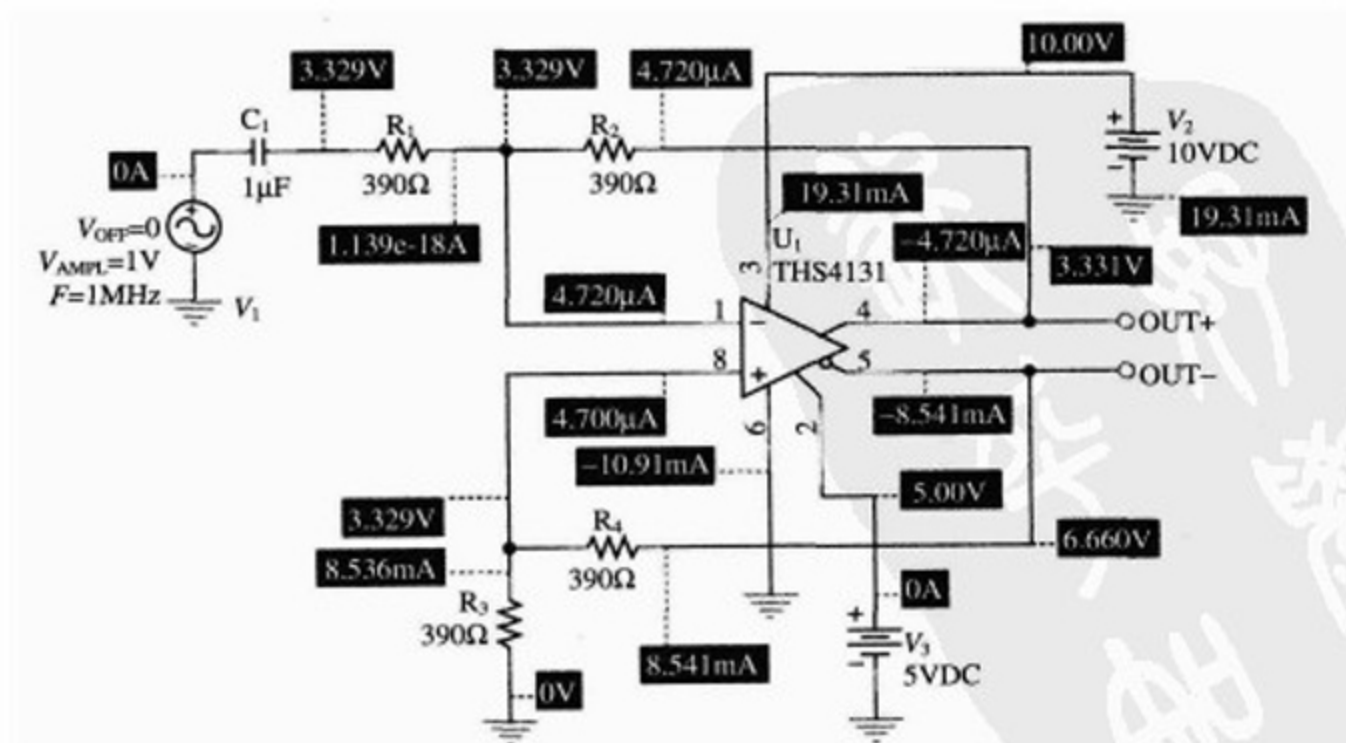 10.00V
3.329V
3.329V
4.720μA
C₁
R₁
R₂
V₂
10VDC
0A
1μF
390Ω
390Ω
19.31mA
19.31mA
V_OFF=0
V_AMPL=1V
F=1MHz
V₁
1.139e-18A
U₁
THS4131
−4.720μA
3.331V
3
4.720μA
1
−
4
OUT+
8
+
5
OUT−
4.700μA
6
2
−8.541mA
−10.91mA
5.00V
3.329V
R₄
6.660V
8.536mA
390Ω
0A
R₃
390Ω
+
−
V₃
5VDC
8.541mA
0V